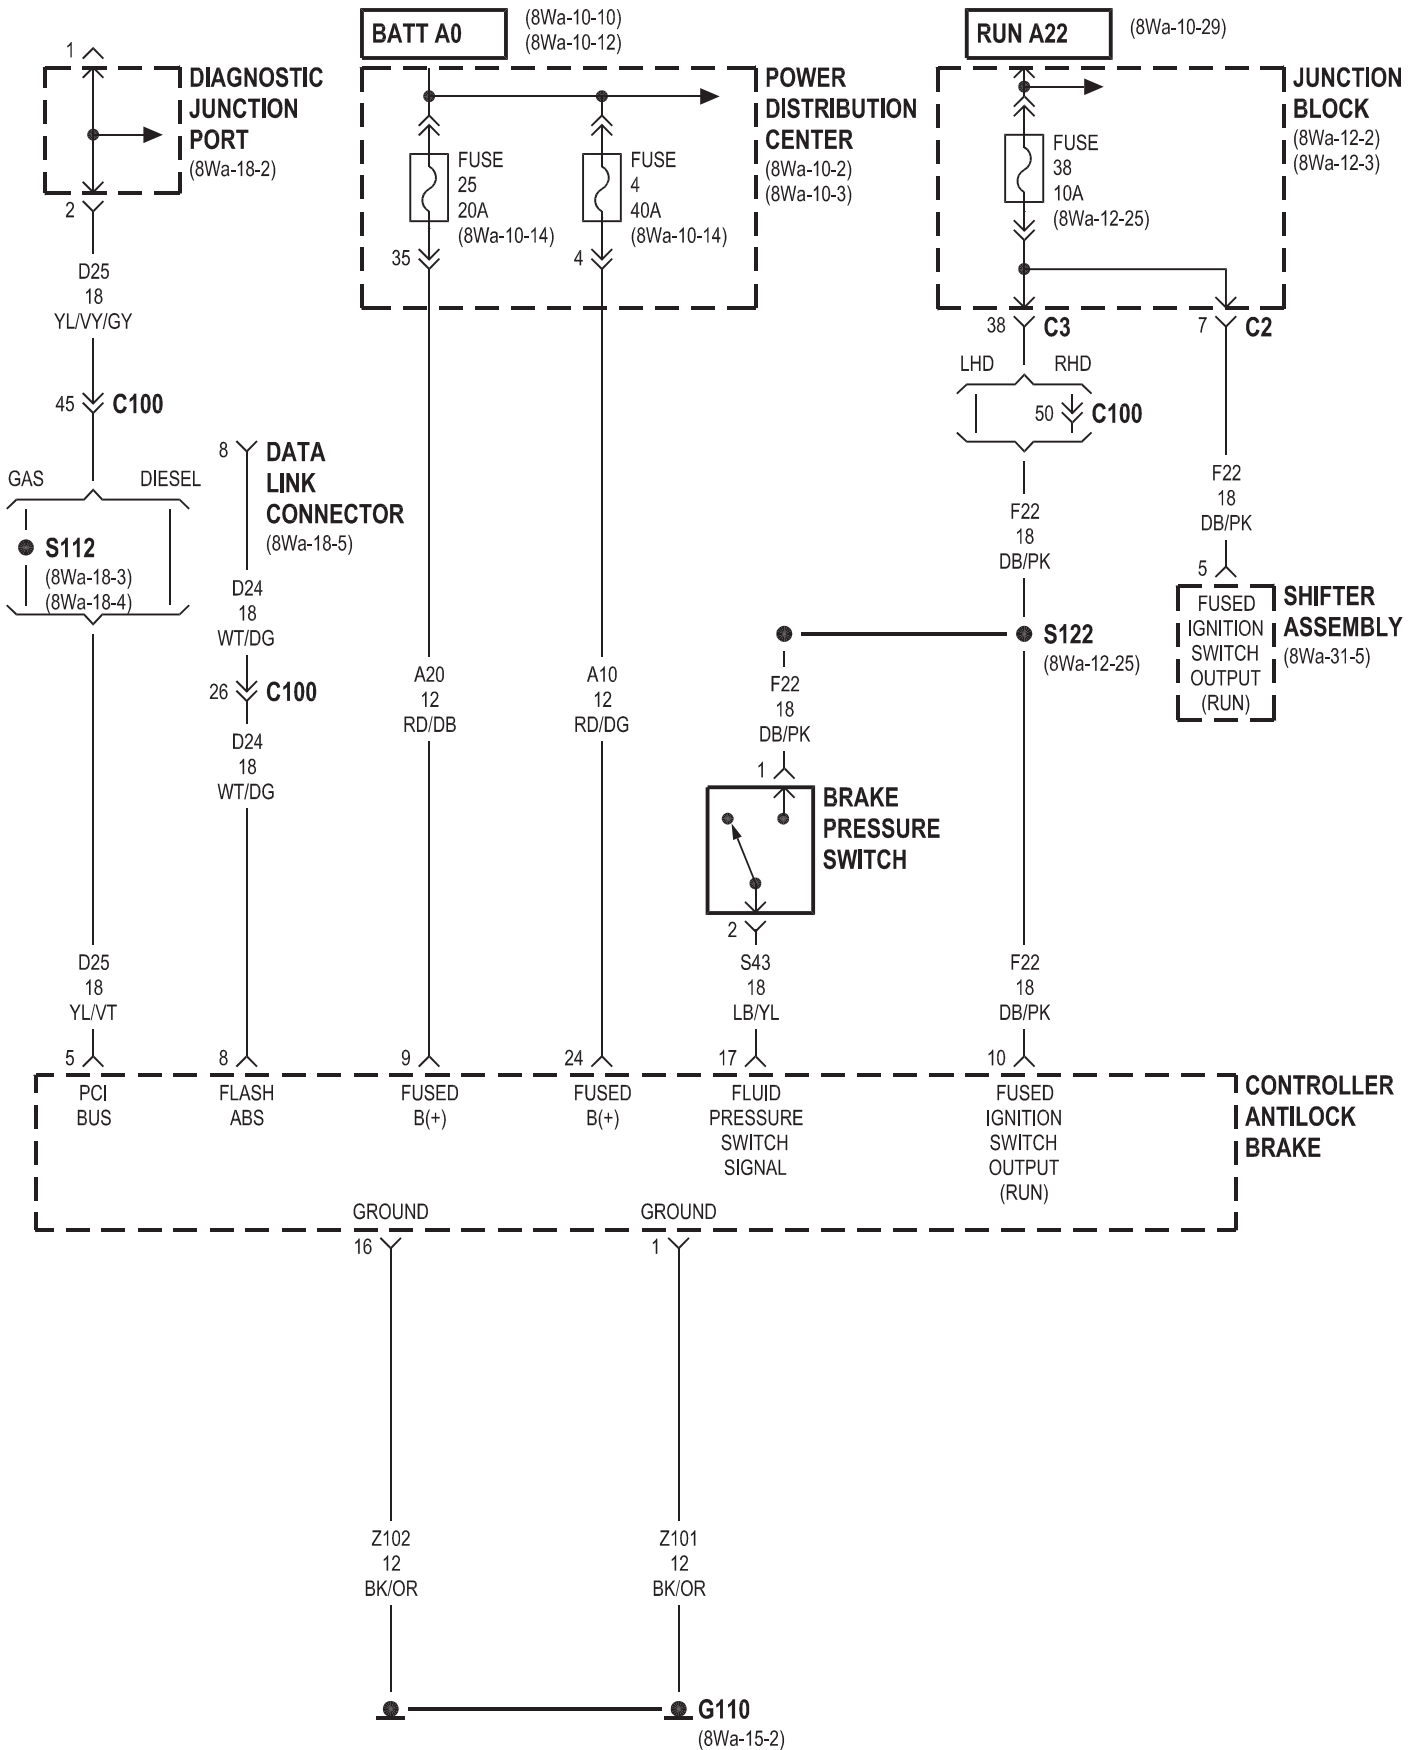 BATT A0
(8Wa-10-10)
(8Wa-10-12)
RUN A22
(8Wa-10-29)
1
DIAGNOSTIC
JUNCTION
PORT
(8Wa-18-2)
2
D25
18
YL/VY/GY
45
C100
GAS
DIESEL
S112
(8Wa-18-3)
(8Wa-18-4)
8
DATA
LINK
CONNECTOR
(8Wa-18-5)
D24
18
WT/DG
26
C100
D24
18
WT/DG
POWER
DISTRIBUTION
CENTER
(8Wa-10-2)
(8Wa-10-3)
FUSE
25
20A
(8Wa-10-14)
35
FUSE
4
40A
(8Wa-10-14)
4
A20
12
RD/DB
A10
12
RD/DG
JUNCTION
BLOCK
(8Wa-12-2)
(8Wa-12-3)
FUSE
38
10A
(8Wa-12-25)
38
C3
7
C2
LHD
RHD
50
C100
F22
18
DB/PK
F22
18
DB/PK
5
FUSED
IGNITION
SWITCH
OUTPUT
(RUN)
SHIFTER
ASSEMBLY
(8Wa-31-5)
S122
(8Wa-12-25)
F22
18
DB/PK
1
BRAKE
PRESSURE
SWITCH
2
D25
18
YL/VT
S43
18
LB/YL
F22
18
DB/PK
5
8
9
24
17
10
PCI
BUS
FLASH
ABS
FUSED
B(+)
FUSED
B(+)
FLUID
PRESSURE
SWITCH
SIGNAL
FUSED
IGNITION
SWITCH
OUTPUT
(RUN)
CONTROLLER
ANTILOCK
BRAKE
GROUND
GROUND
16
1
Z102
12
BK/OR
Z101
12
BK/OR
G110
(8Wa-15-2)